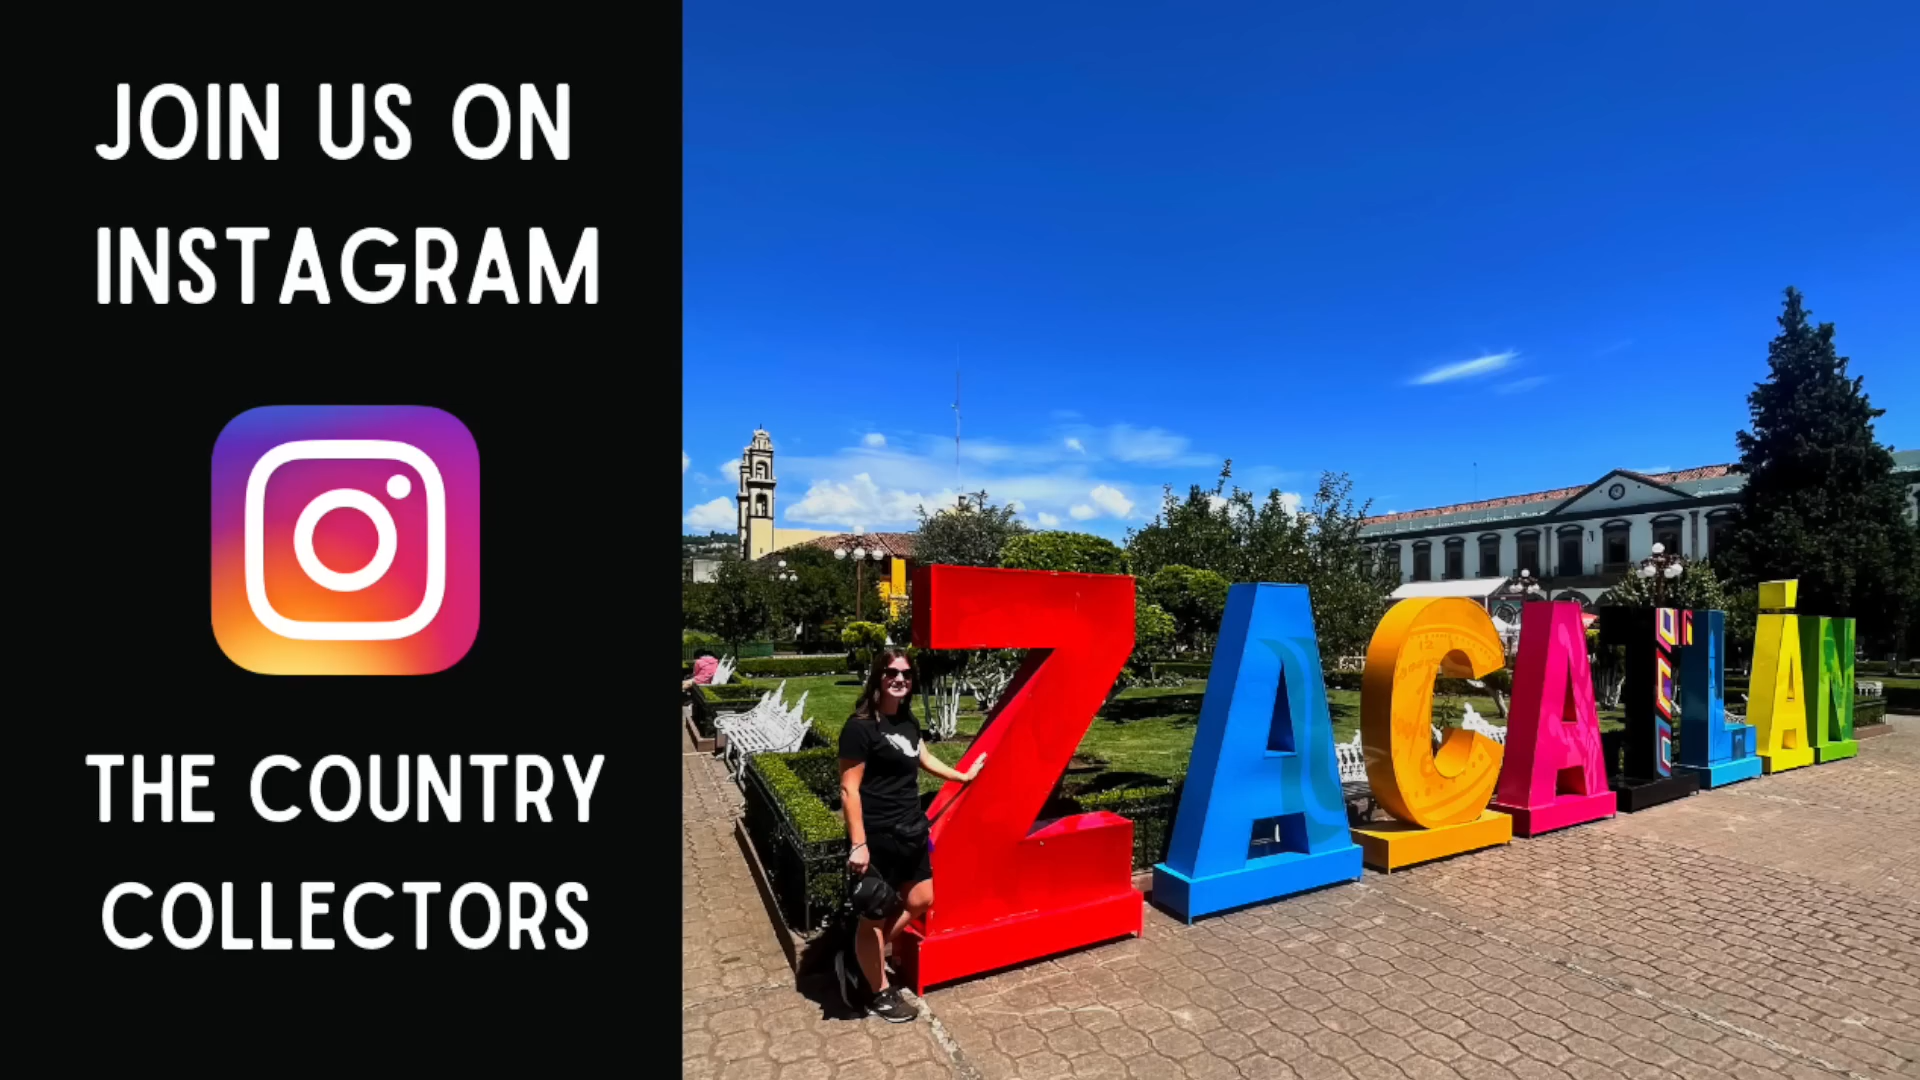 JOIN US ON
INSTAGRAM
THE COUNTRY
COLLECTORS
ZACATLÁN